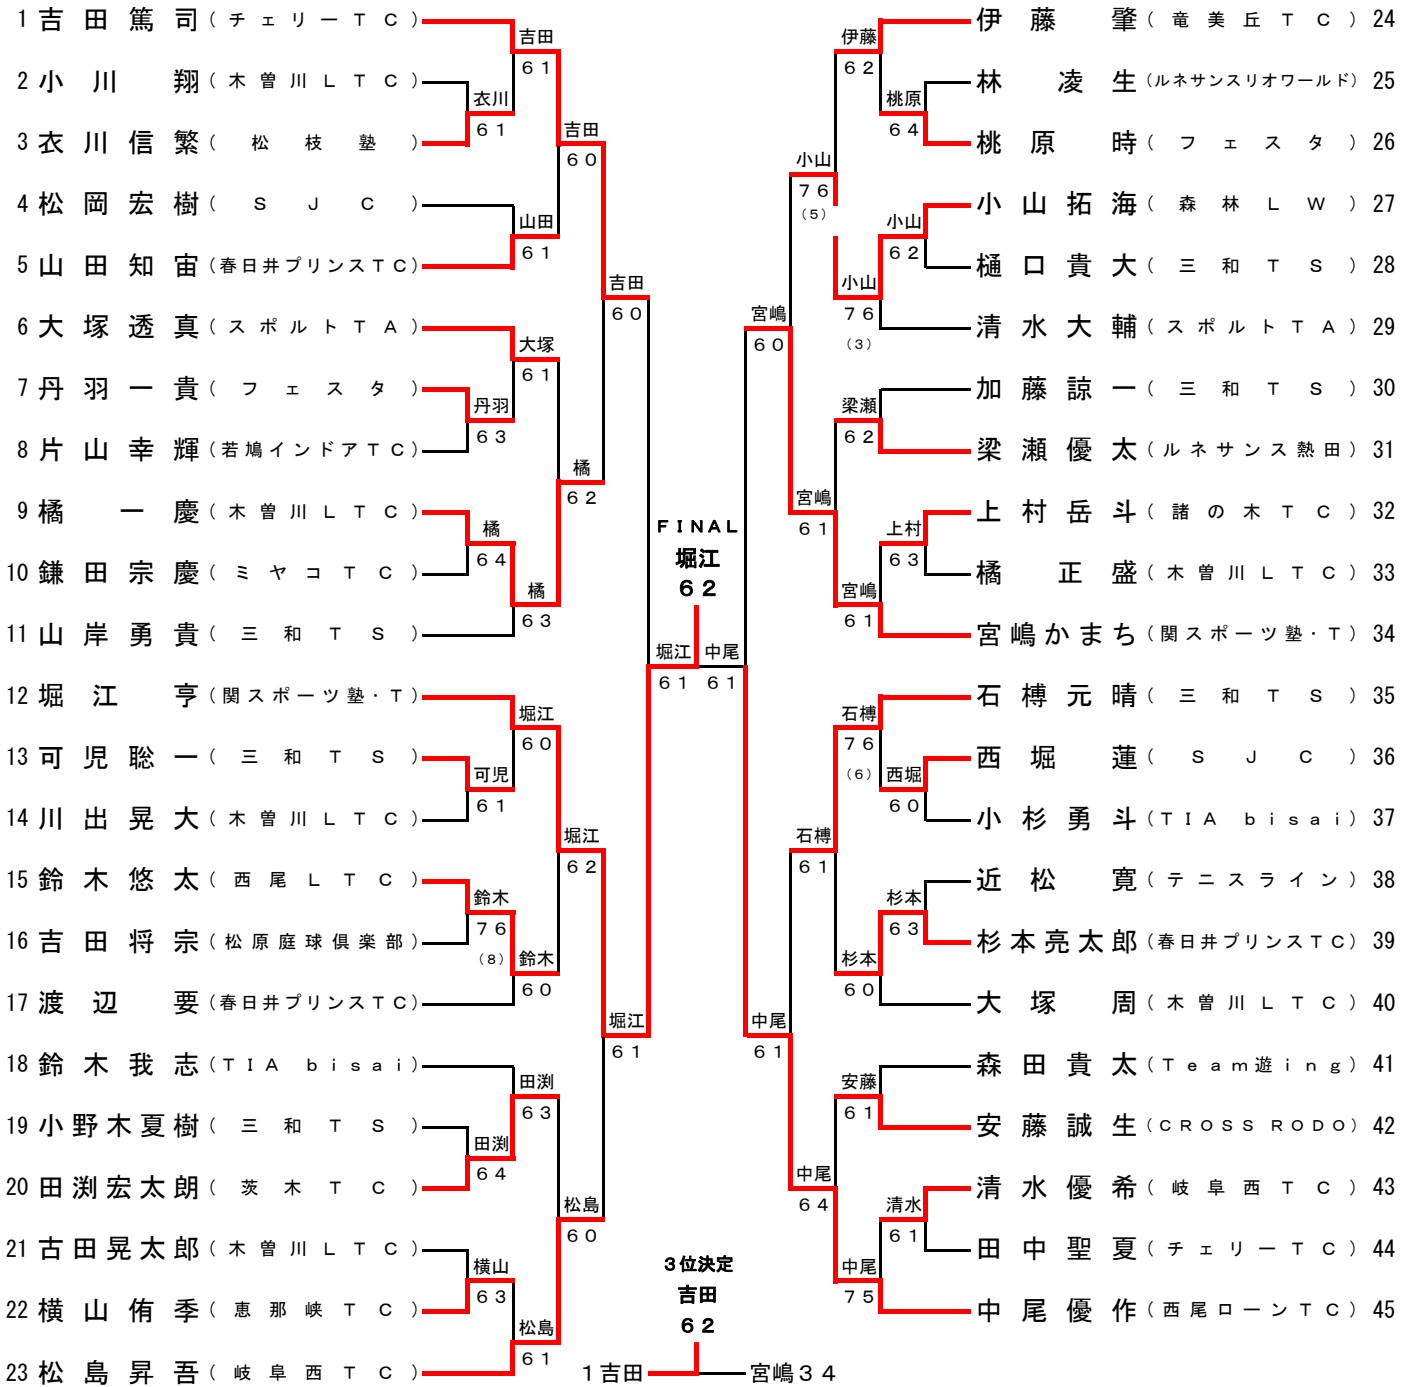 1 吉田篤司 (チェリーTC)
2 小川翔 (木曽川LTC)
3 衣川信繁 (松枝塾)
4 松岡宏樹 (SJC)
5 山田知宙 (春日井プリンスTC)
6 大塚透真 (スポルトTA)
7 丹羽一貴 (フェスタ)
8 片山幸輝 (若鳩インドアTC)
9 橘一慶 (木曽川LTC)
10 鎌田宗慶 (ミヤコTC)
11 山岸勇貴 (三和TS)
12 堀江亨 (関スポーツ塾・T)
13 可児聡一 (三和TS)
14 川出晃大 (木曽川LTC)
15 鈴木悠太 (西尾LTC)
16 吉田将宗 (松原庭球倶楽部)
17 渡辺要 (春日井プリンスTC)
18 鈴木我志 (TIA bisai)
19 小野木夏樹 (三和TS)
20 田渕宏太朗 (茨木TC)
21 古田晃太郎 (木曽川LTC)
22 横山侑季 (恵那峡TC)
23 松島昇吾 (岐阜西TC)
衣川
61
丹羽
63
橘
64
可児
61
鈴木
76
(8)
田渕
64
横山
63
吉田
61
山田
61
大塚
61
橘
63
堀江
60
鈴木
60
田渕
63
松島
61
吉田
60
橘
62
堀江
62
松島
60
吉田
60
堀江
61
堀江
61
FINAL
堀江
62
中尾
61
3位決定
吉田
62
1吉田
宮嶋34
宮嶋
60
中尾
61
小山
76
(5)
宮嶋
61
石榑
61
中尾
64
伊藤
62
小山
76
(3)
梁瀬
62
宮嶋
61
石榑
76
(6)
杉本
60
安藤
61
中尾
75
桃原
64
小山
62
上村
63
西堀
60
杉本
63
清水
61
伊藤肇 (竜美丘TC) 24
林凌生 (ルネサンスリオワールド) 25
桃原時 (フェスタ) 26
小山拓海 (森林LW) 27
樋口貴大 (三和TS) 28
清水大輔 (スポルトTA) 29
加藤諒一 (三和TS) 30
梁瀬優太 (ルネサンス熱田) 31
上村岳斗 (諸の木TC) 32
橘正盛 (木曽川LTC) 33
宮嶋かまち (関スポーツ塾・T) 34
石榑元晴 (三和TS) 35
西堀蓮 (SJC) 36
小杉勇斗 (TIA bisai) 37
近松寛 (テニスライン) 38
杉本亮太郎 (春日井プリンスTC) 39
大塚周 (木曽川LTC) 40
森田貴太 (Team遊ing) 41
安藤誠生 (CROSS RODO) 42
清水優希 (岐阜西TC) 43
田中聖夏 (チェリーTC) 44
中尾優作 (西尾ローンTC) 45